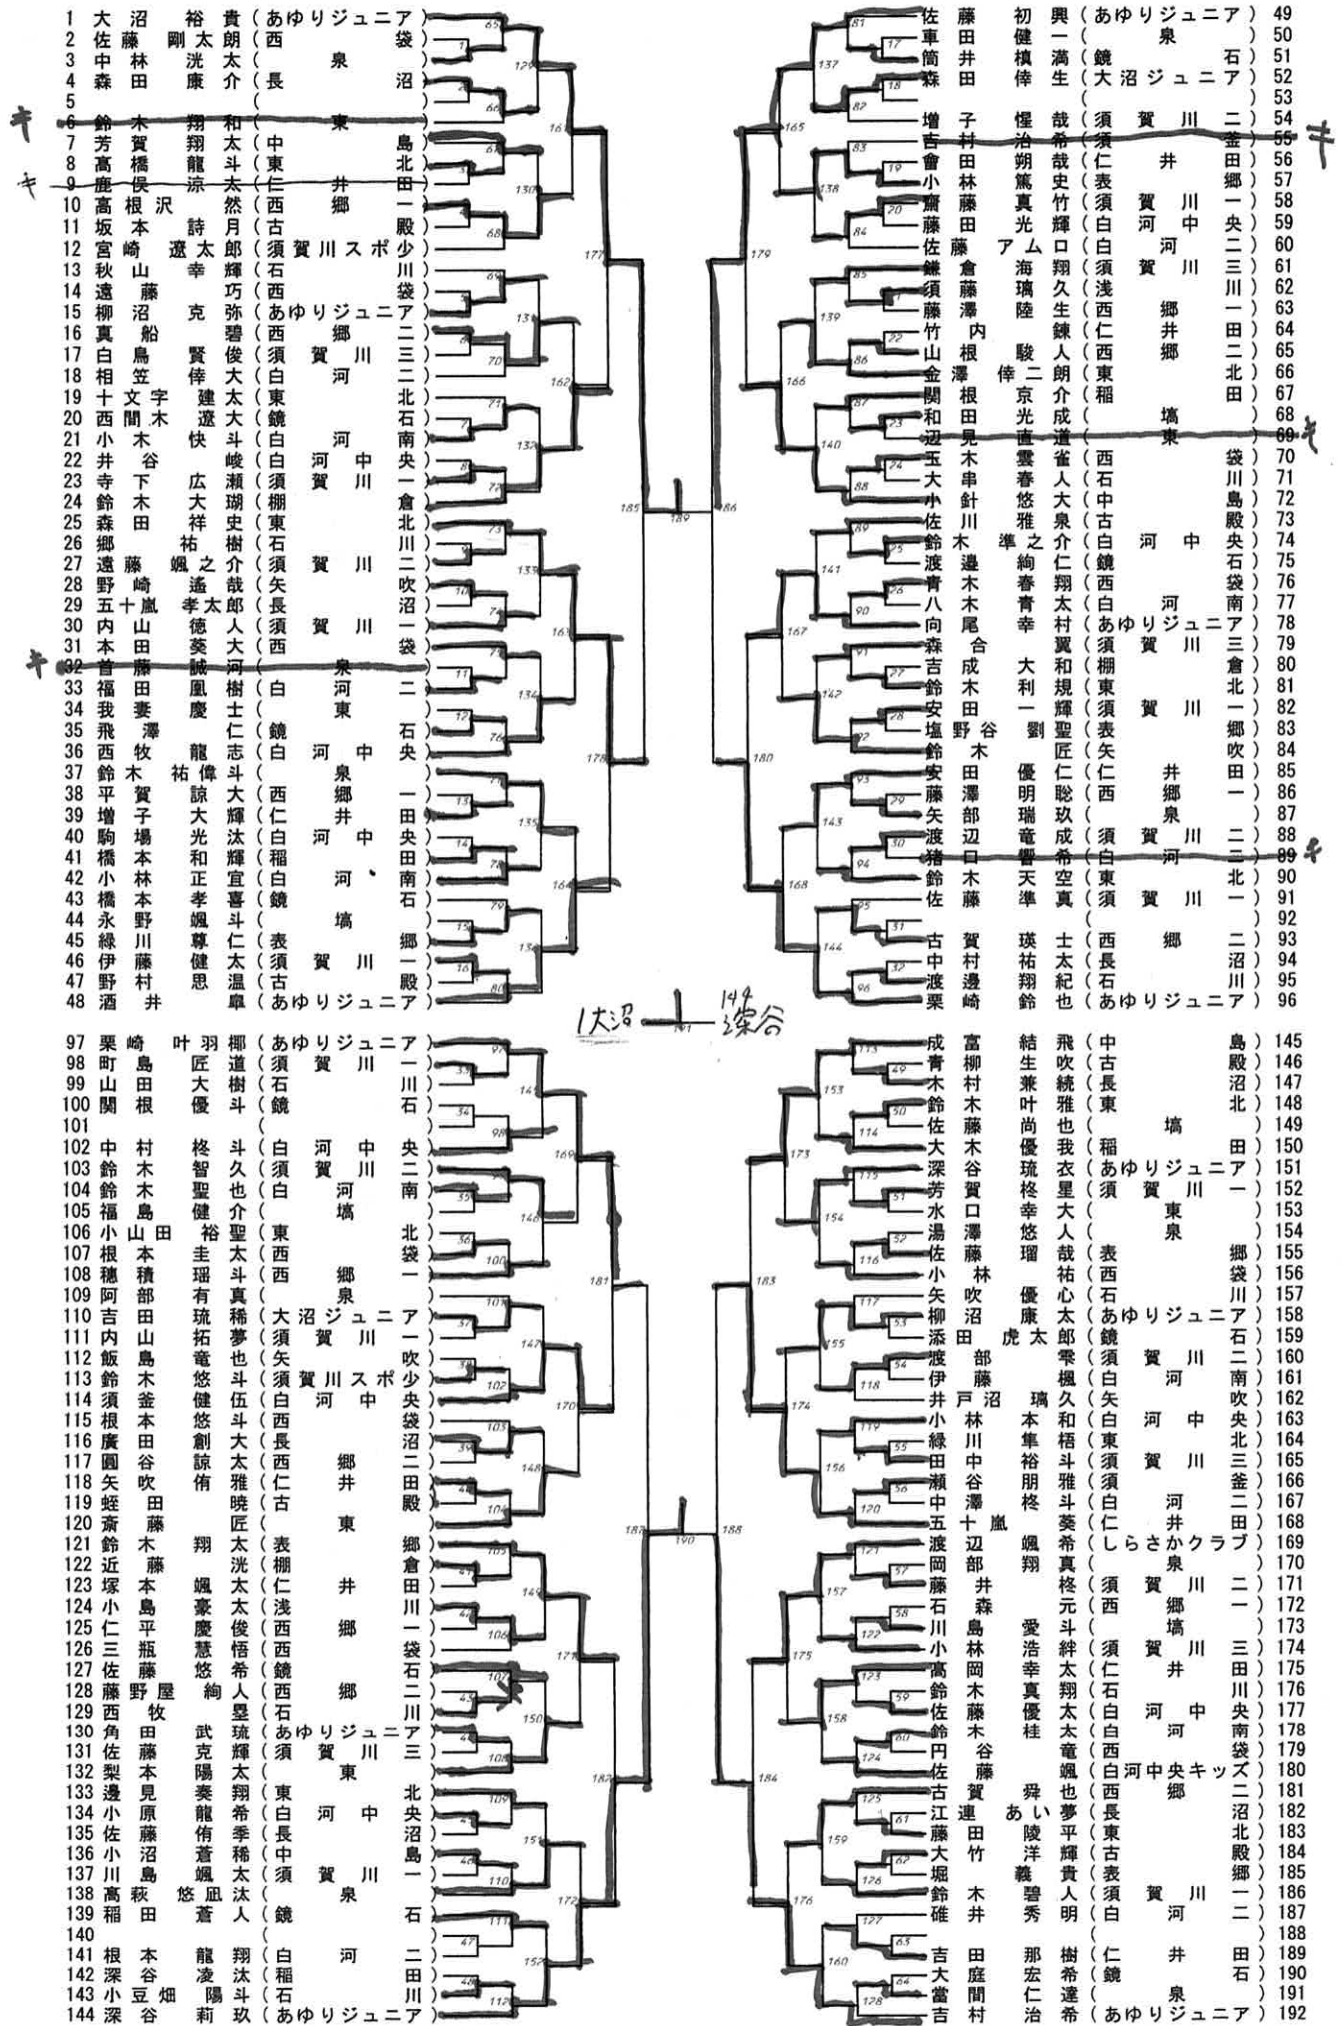 1 大沼 裕貴 (あゆりジュニア)
2 佐藤 剛太朗 (西袋)
3 中林 洸太 (泉)
4 森田 康介 (長沼)
5 ( )
キ 6 鈴木 翔和 (東)
7 芳賀 翔太 (中島)
8 髙橋 龍斗 (東北)
キ 9 鹿俣 涼太 (仁井田)
10 高根沢 然 (西郷一)
11 坂本 詩月 (古殿)
12 宮崎 遼太郎 (須賀川スポ少)
13 秋山 幸輝 (石川)
14 遠藤 巧 (西袋)
15 柳沼 克弥 (あゆりジュニア)
16 真船 碧 (西郷二)
17 白鳥 賢俊 (須賀川三)
18 相笠 倖大 (白河二)
19 十文字 建太 (東北)
20 西間木 遼大 (鏡石)
21 小木 快斗 (白河南)
22 井谷 峻 (白河中央)
23 寺下 広瀬 (須賀川一)
24 鈴木 大瑚 (棚倉)
25 森田 祥史 (東北)
26 郷 祐樹 (石川)
27 遠藤 颯之介 (須賀川二)
28 野崎 遙哉 (矢吹)
29 五十嵐 孝太郎 (長沼)
30 内山 徳人 (須賀川一)
31 本田 葵大 (西袋)
キ 32 首藤 誠河 (泉)
33 福田 凰樹 (白河二)
34 我妻 慶士 (東)
35 飛澤 仁 (鏡石)
36 西牧 龍志 (白河中央)
37 鈴木 祐偉斗 (泉)
38 平賀 諒大 (西郷一)
39 増子 大輝 (仁井田)
40 駒場 光汰 (白河中央)
41 橋本 和輝 (稲田)
42 小林 正宜 (白河南)
43 橋本 孝喜 (鏡石)
44 永野 颯斗 (塙)
45 緑川 尊仁 (表郷)
46 伊藤 健太 (須賀川一)
47 野村 思温 (古殿)
48 酒井 皐 (あゆりジュニア)
佐藤 初興 (あゆりジュニア) 49
車田 健一 (泉) 50
筒井 槙満 (鏡石) 51
森田 倖生 (大沼ジュニア) 52
( ) 53
増子 惺哉 (須賀川二) 54
吉村 治希 (須釜) 55 キ
會田 朔哉 (仁井田) 56
小林 篤史 (表郷) 57
齋藤 真竹 (須賀川一) 58
藤田 光輝 (白河中央) 59
佐藤 アムロ (白河二) 60
鎌倉 海翔 (須賀川三) 61
須藤 璃久 (浅川) 62
藤澤 陸生 (西郷一) 63
竹内 錬 (仁井田) 64
山根 駿人 (西郷二) 65
金澤 倖二朗 (東北) 66
関根 京介 (稲田) 67
和田 光成 (塙) 68
辺見 直道 (東) 69 キ
玉木 雲雀 (西袋) 70
大串 春人 (石川) 71
小針 悠大 (中島) 72
佐川 雅泉 (古殿) 73
鈴木 準之介 (白河中央) 74
渡邉 絢仁 (鏡石) 75
青木 春翔 (西袋) 76
八木 青太 (白河南) 77
向尾 幸村 (あゆりジュニア) 78
森合 翼 (須賀川三) 79
吉成 大和 (棚倉) 80
鈴木 利規 (東北) 81
安田 一輝 (須賀川一) 82
塩野谷 劉聖 (表郷) 83
鈴木 匠 (矢吹) 84
安田 優仁 (仁井田) 85
藤澤 明聡 (西郷一) 86
矢部 瑞玖 (泉) 87
渡辺 竜成 (須賀川二) 88
猪口 響希 (白河二) 89 キ
鈴木 天空 (東北) 90
佐藤 準真 (須賀川一) 91
( ) 92
古賀 瑛士 (西郷二) 93
中村 祐太 (長沼) 94
渡邊 翔紀 (石川) 95
栗崎 鈴也 (あゆりジュニア) 96
1大沼 191 144深谷
97 栗崎 叶羽椰 (あゆりジュニア)
98 町島 匠道 (須賀川一)
99 山田 大樹 (石川)
100 関根 優斗 (鏡石)
101 ( )
102 中村 柊斗 (白河中央)
103 鈴木 智久 (須賀川二)
104 鈴木 聖也 (白河南)
105 福島 健介 (塙)
106 小山田 裕聖 (東北)
107 根本 圭太 (西袋)
108 穂積 瑶斗 (西郷一)
109 阿部 有真 (泉)
110 吉田 琉稀 (大沼ジュニア)
111 内山 拓夢 (須賀川一)
112 飯島 竜也 (矢吹)
113 鈴木 悠斗 (須賀川スポ少)
114 須釜 健伍 (白河中央)
115 根本 悠斗 (西袋)
116 廣田 創大 (長沼)
117 圓谷 諒太 (西郷二)
118 矢吹 侑雅 (仁井田)
119 蛭田 暁 (古殿)
120 斎藤 匠 (東)
121 鈴木 翔太 (表郷)
122 近藤 洸 (棚倉)
123 塚本 颯太 (仁井田)
124 小島 豪太 (浅川)
125 仁平 慶俊 (西郷一)
126 三瓶 慧悟 (西袋)
127 佐藤 悠希 (鏡石)
128 藤野屋 絢人 (西郷二)
129 西牧 塁 (石川)
130 角田 武琉 (あゆりジュニア)
131 佐藤 克輝 (須賀川三)
132 梨本 陽太 (東)
133 邊見 奏翔 (東北)
134 小原 龍希 (白河中央)
135 佐藤 侑季 (長沼)
136 小沼 蒼稀 (中島)
137 川島 颯太 (須賀川一)
138 髙萩 悠凪汰 (泉)
139 稲田 蒼人 (鏡石)
140 ( )
141 根本 龍翔 (白河二)
142 深谷 凌汰 (稲田)
143 小豆畑 陽斗 (石川)
144 深谷 莉玖 (あゆりジュニア)
成富 結飛 (中島) 145
青柳 生吹 (古殿) 146
木村 兼続 (長沼) 147
鈴木 叶雅 (東北) 148
佐藤 尚也 (塙) 149
大木 優我 (稲田) 150
深谷 琉衣 (あゆりジュニア) 151
芳賀 柊星 (須賀川一) 152
水口 幸大 (東) 153
湯澤 悠人 (泉) 154
佐藤 瑠哉 (表郷) 155
小林 祐 (西袋) 156
矢吹 優心 (石川) 157
柳沼 康太 (あゆりジュニア) 158
添田 虎太郎 (鏡石) 159
渡部 雫 (須賀川二) 160
伊藤 楓 (白河南) 161
井戸沼 璃久 (矢吹) 162
小林 本和 (白河中央) 163
緑川 隼梧 (東北) 164
田中 裕斗 (須賀川三) 165
瀬谷 朋雅 (須釜) 166
中澤 柊斗 (白河二) 167
五十嵐 葵 (仁井田) 168
渡辺 颯希 (しらさかクラブ) 169
岡部 翔真 (泉) 170
藤井 柊 (須賀川二) 171
石森 元 (西郷一) 172
川島 愛斗 (塙) 173
小林 浩絆 (須賀川三) 174
髙岡 幸太 (仁井田) 175
鈴木 真翔 (石川) 176
佐藤 優太 (白河中央) 177
鈴木 桂太 (白河南) 178
円谷 竜 (西袋) 179
佐藤 颯 (白河中央キッズ) 180
古賀 舜也 (西郷二) 181
江連 あい夢 (長沼) 182
藤田 陵平 (東北) 183
大竹 洋輝 (古殿) 184
堀 義貴 (表郷) 185
鈴木 碧人 (須賀川一) 186
碓井 秀明 (白河二) 187
( ) 188
吉田 那樹 (仁井田) 189
大庭 宏希 (鏡石) 190
當間 仁達 (泉) 191
吉村 治希 (あゆりジュニア) 192